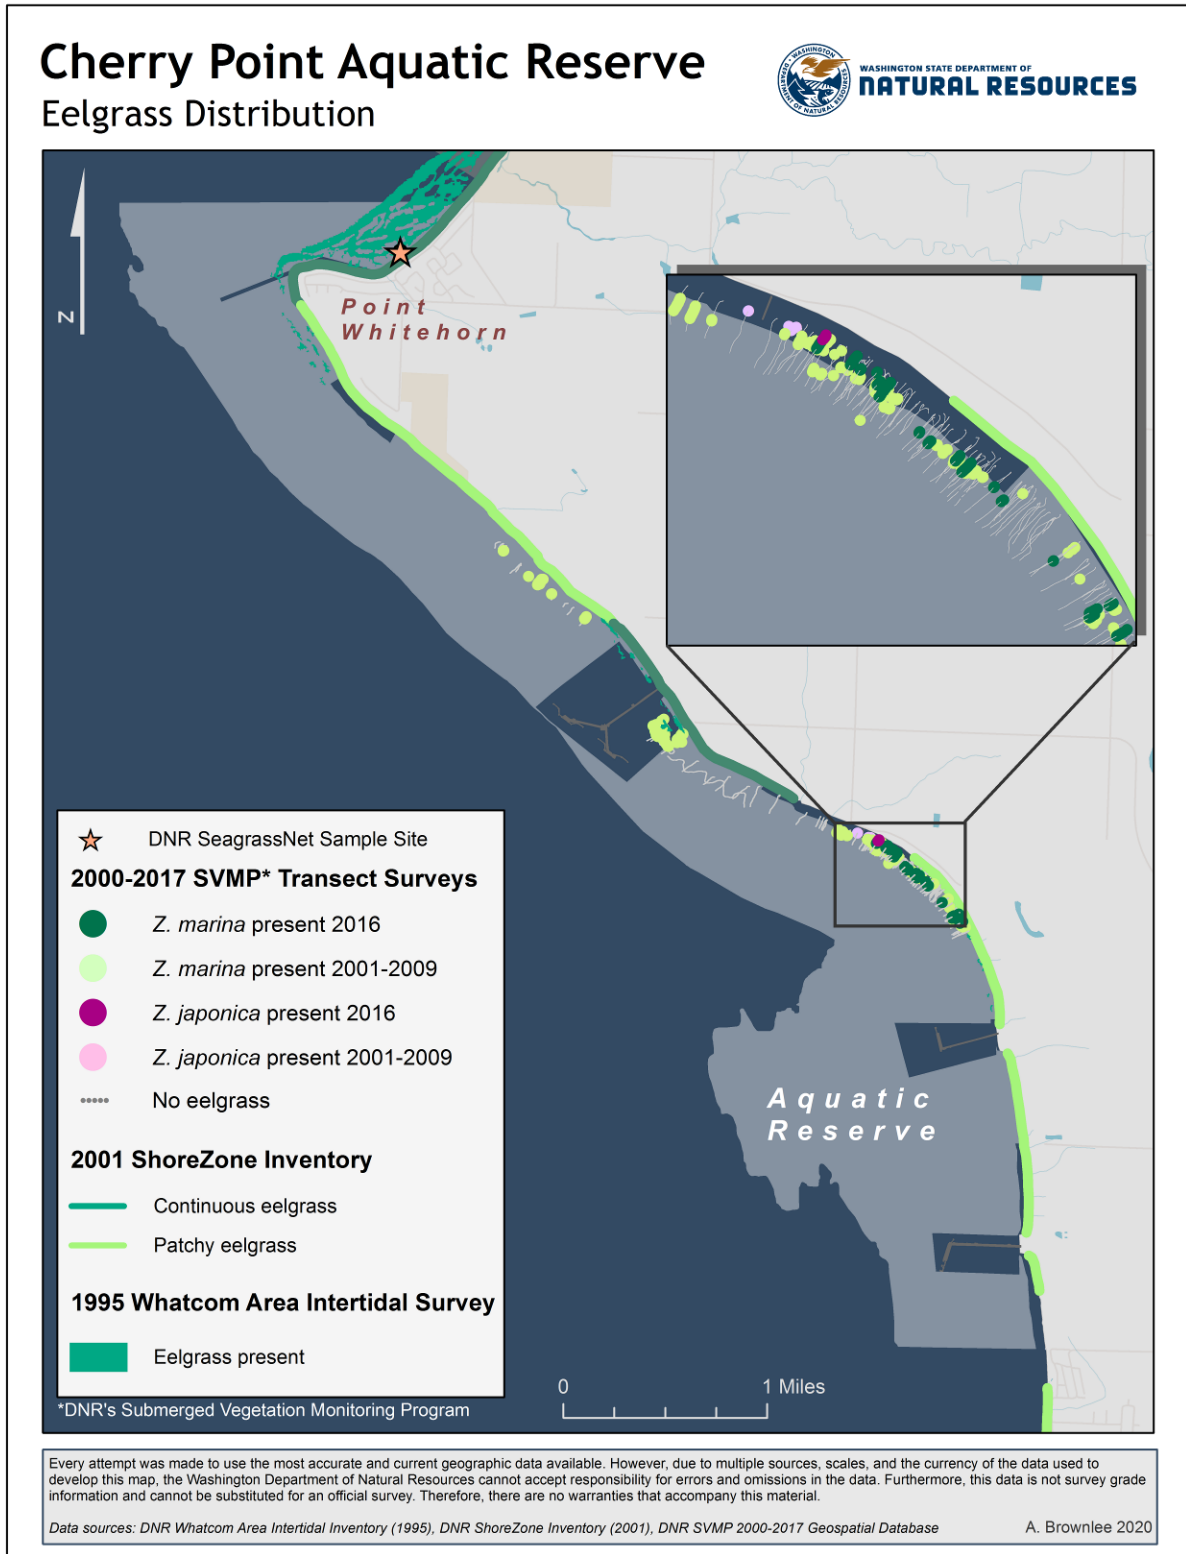 Cherry Point Aquatic Reserve
Eelgrass Distribution
WASHINGTON STATE DEPARTMENT OF
NATURAL RESOURCES
WASHINGTON
DEPARTMENT OF NATURAL RESOURCES
N
Point
Whitehorn
Aquatic
Reserve
DNR SeagrassNet Sample Site
2000-2017 SVMP* Transect Surveys
Z. marina present 2016
Z. marina present 2001-2009
Z. japonica present 2016
Z. japonica present 2001-2009
No eelgrass
2001 ShoreZone Inventory
Continuous eelgrass
Patchy eelgrass
1995 Whatcom Area Intertidal Survey
Eelgrass present
*DNR's Submerged Vegetation Monitoring Program
0 1 Miles
Every attempt was made to use the most accurate and current geographic data available. However, due to multiple sources, scales, and the currency of the data used to
develop this map, the Washington Department of Natural Resources cannot accept responsibility for errors and omissions in the data. Furthermore, this data is not survey grade
information and cannot be substituted for an official survey. Therefore, there are no warranties that accompany this material.
Data sources: DNR Whatcom Area Intertidal Inventory (1995), DNR ShoreZone Inventory (2001), DNR SVMP 2000-2017 Geospatial Database
A. Brownlee 2020